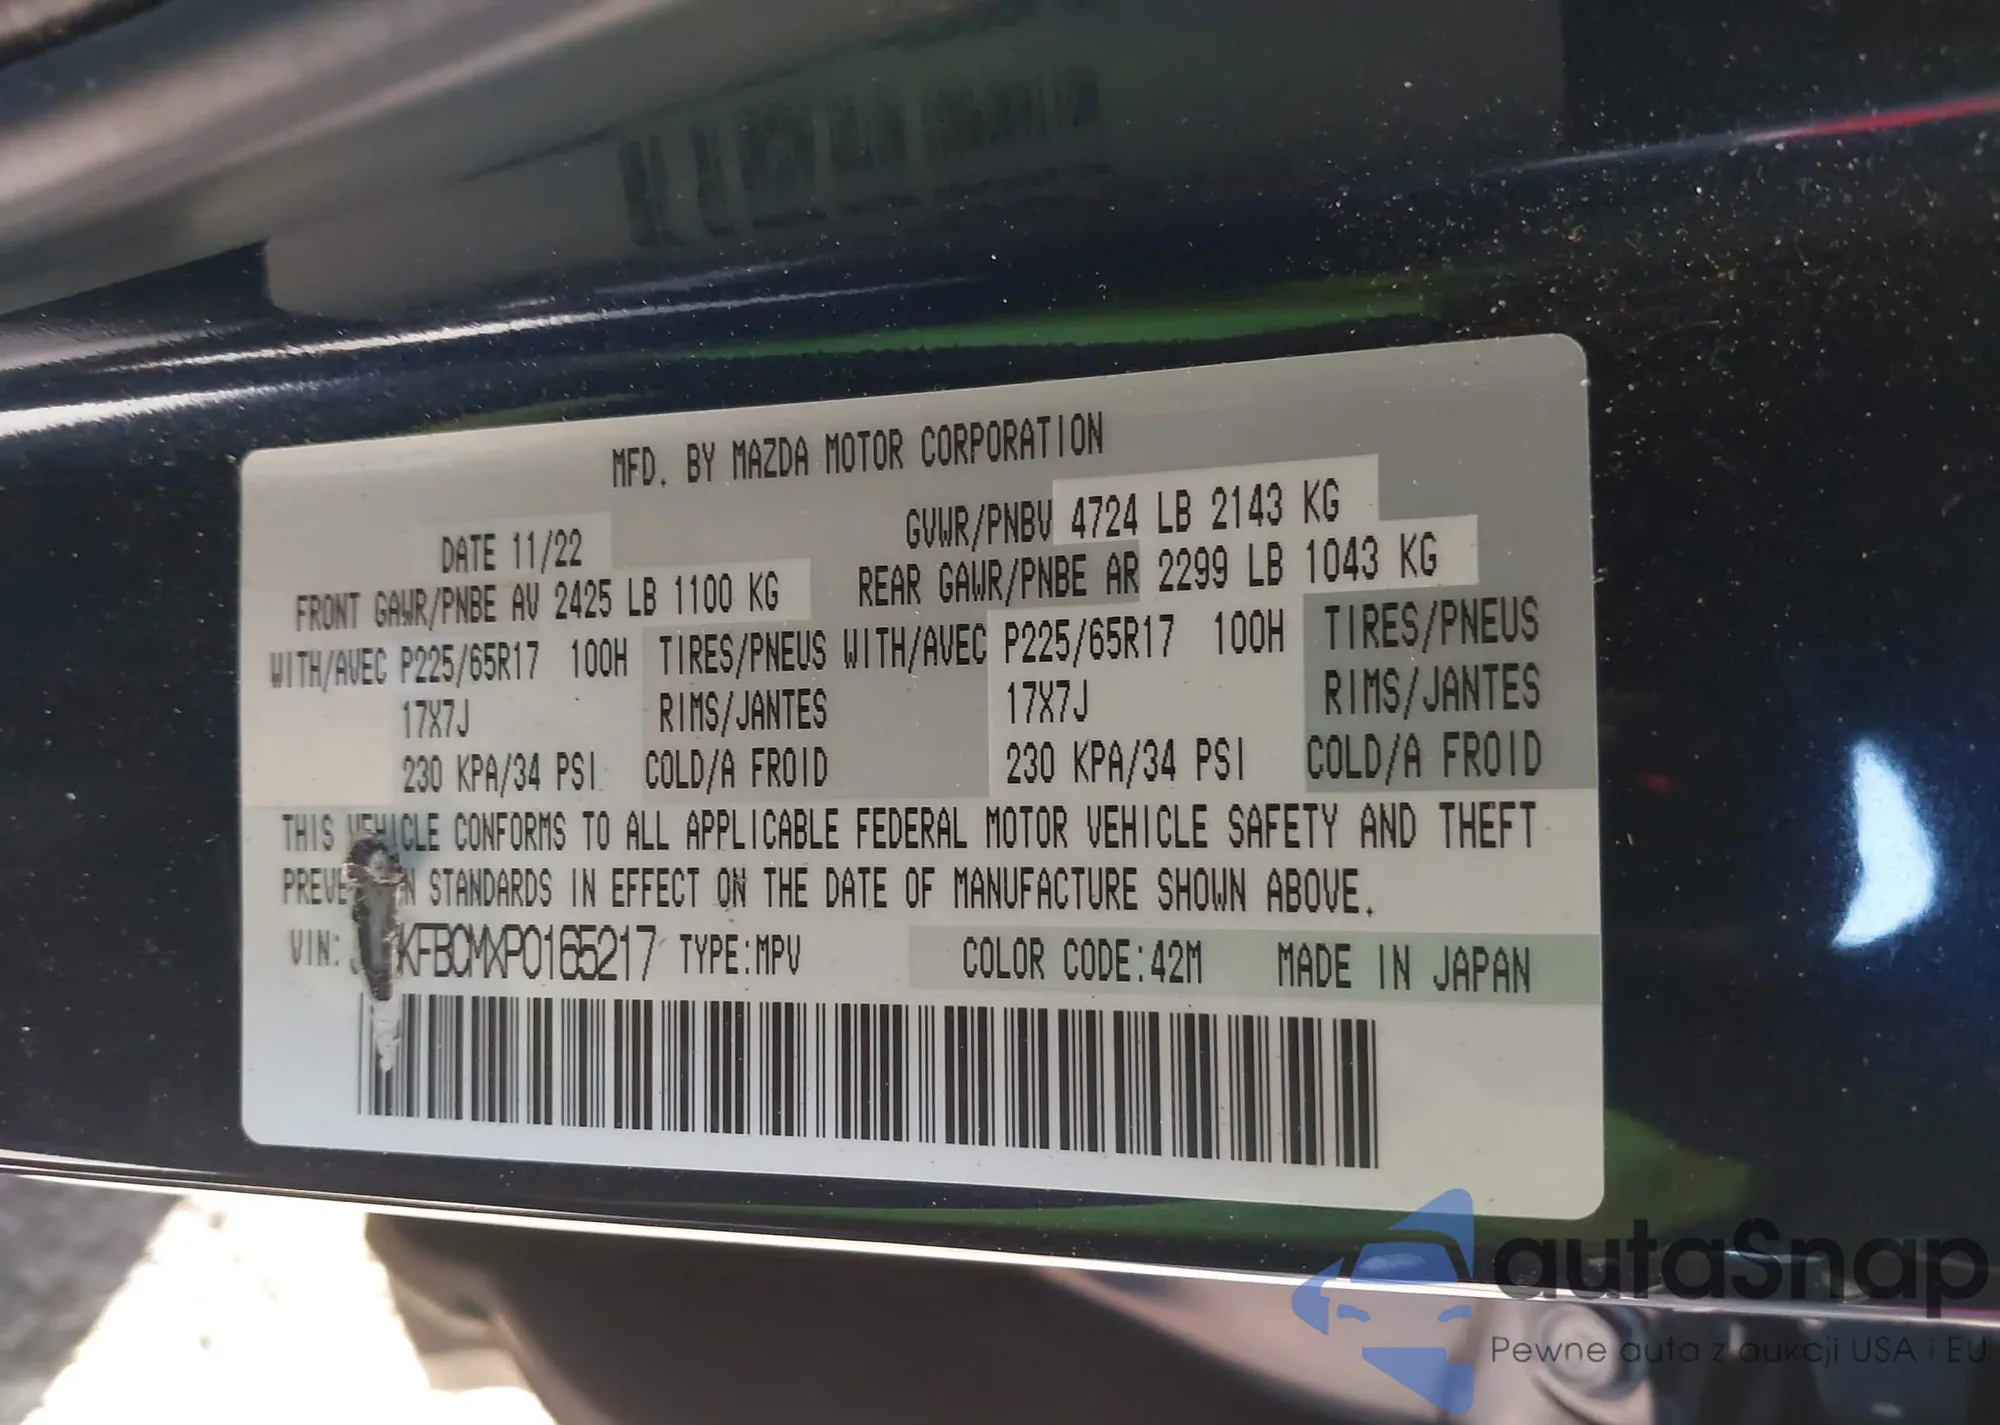 MFD. BY MAZDA MOTOR CORPORATION
DATE 11/22 GVWR/PNBV 4724 LB 2143 KG
FRONT GAWR/PNBE AV 2425 LB 1100 KG REAR GAWR/PNBE AR 2299 LB 1043 KG
WITH/AVEC P225/65R17 100H TIRES/PNEUS WITH/AVEC P225/65R17 100H TIRES/PNEUS
17X7J RIMS/JANTES 17X7J RIMS/JANTES
230 KPA/34 PSI COLD/A FROID 230 KPA/34 PSI COLD/A FROID
THIS VEHICLE CONFORMS TO ALL APPLICABLE FEDERAL MOTOR VEHICLE SAFETY AND THEFT
STANDARDS IN EFFECT ON THE DATE OF MANUFACTURE SHOWN ABOVE.
VIN: TYPE:MPV COLOR CODE:42M MADE IN JAPAN
autaSnap
Pewne auta z aukcji USA i EU